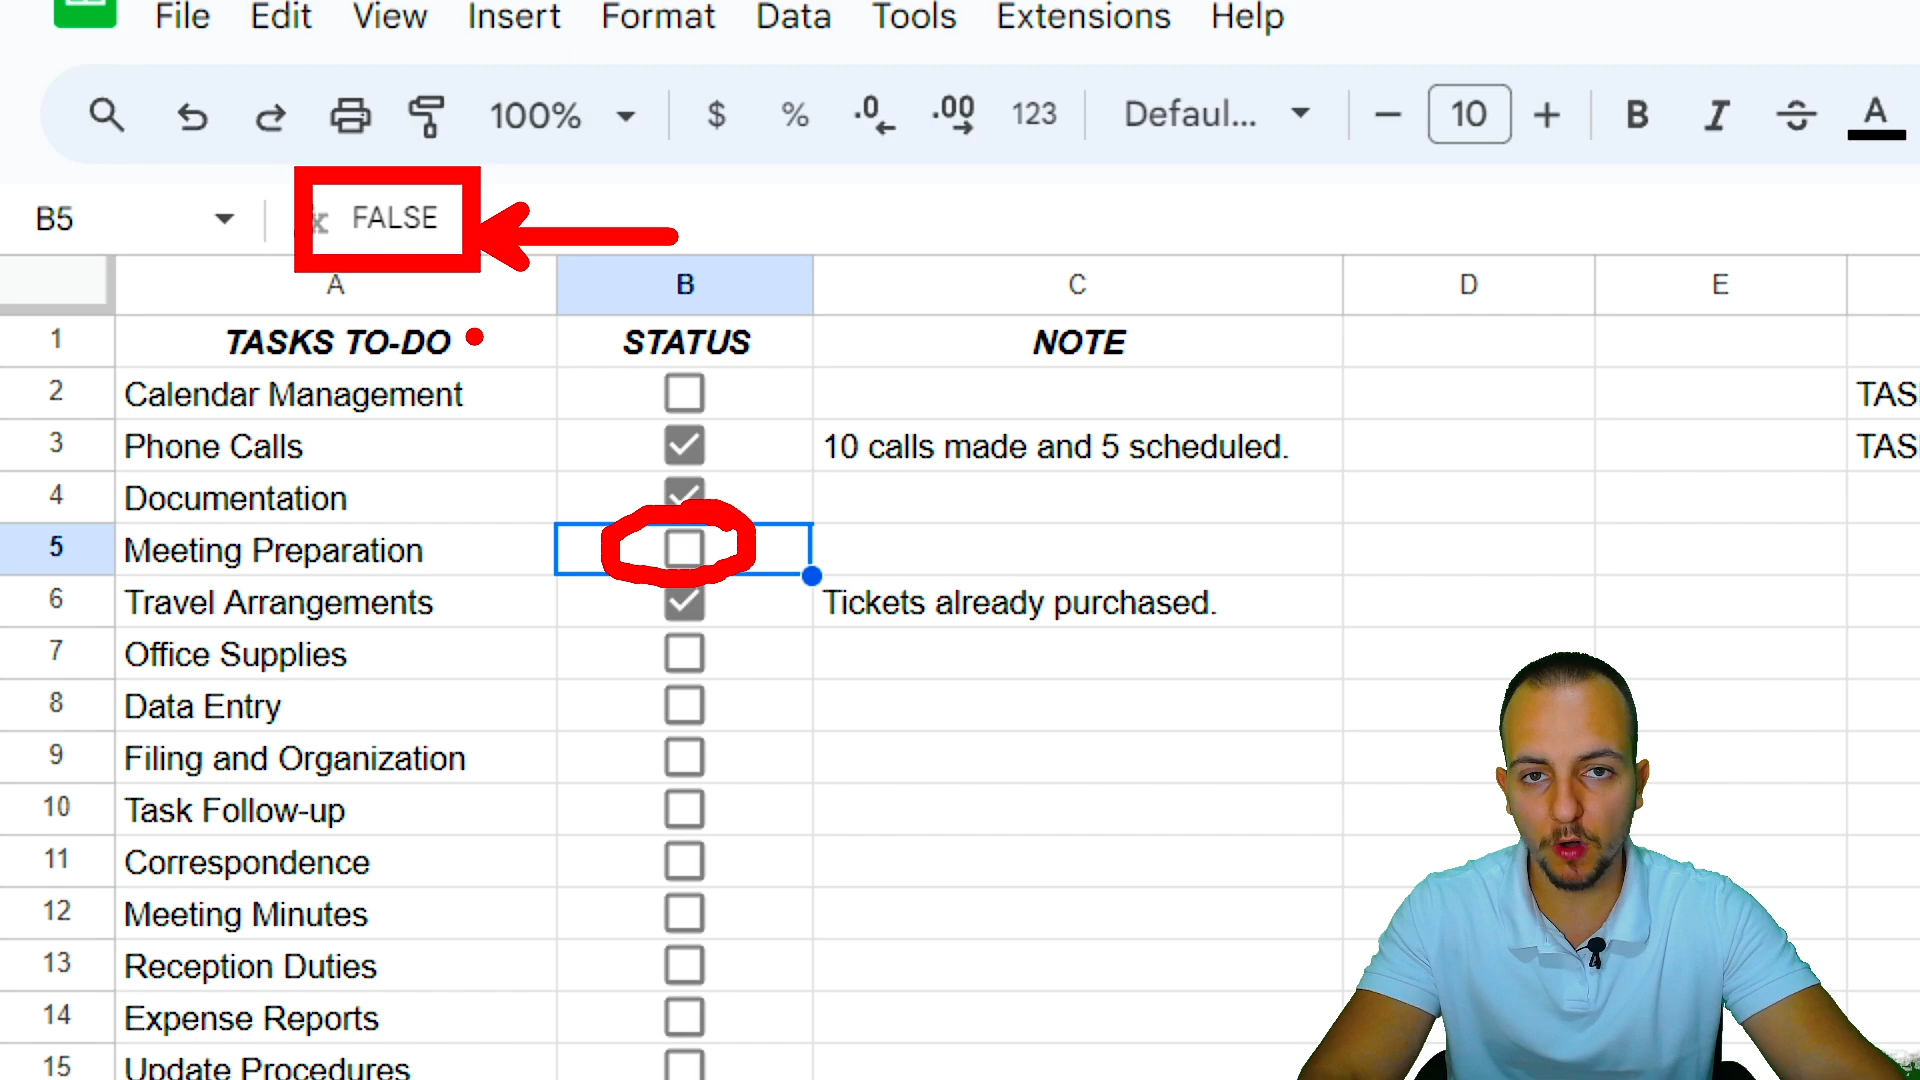 File Edit View Insert Format Data Tools Extensions Help
100% $ % .0 .00 123 Defaul... − 10 + B I S A
B5 FALSE
A B C D E
1 TASKS TO-DO STATUS NOTE
2 Calendar Management TAS
3 Phone Calls 10 calls made and 5 scheduled. TAS
4 Documentation
5 Meeting Preparation
6 Travel Arrangements Tickets already purchased.
7 Office Supplies
8 Data Entry
9 Filing and Organization
10 Task Follow-up
11 Correspondence
12 Meeting Minutes
13 Reception Duties
14 Expense Reports
15 Update Procedures